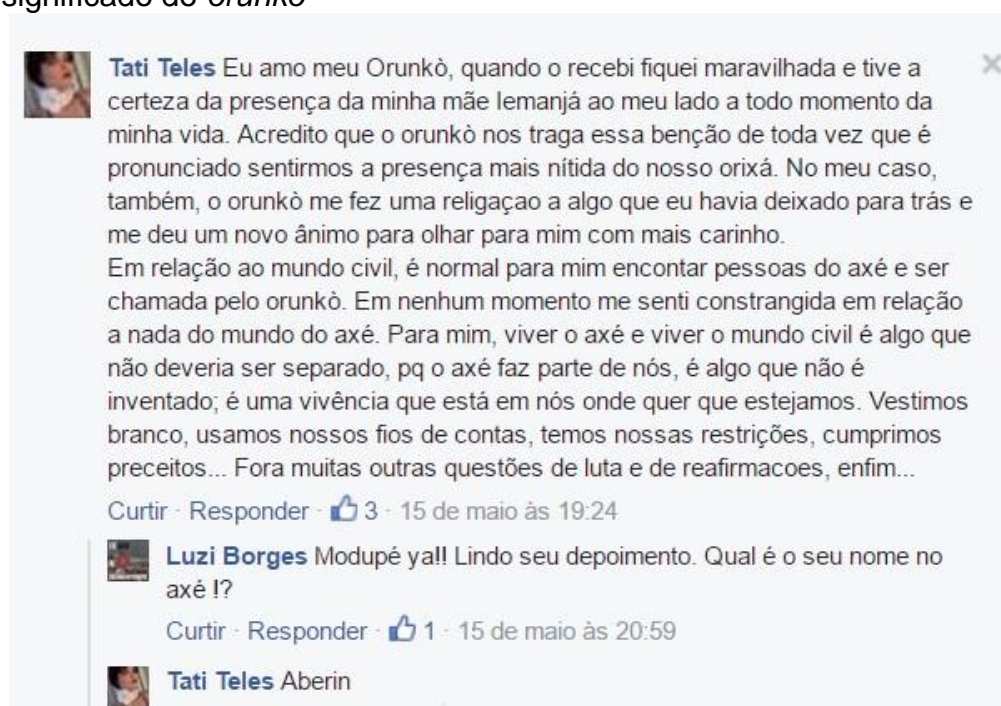 significado do orunkó
Tati Teles Eu amo meu Orunkò, quando o recebi fiquei maravilhada e tive a
certeza da presença da minha mãe Iemanjá ao meu lado a todo momento da
minha vida. Acredito que o orunkò nos traga essa benção de toda vez que é
pronunciado sentirmos a presença mais nítida do nosso orixá. No meu caso,
também, o orunkò me fez uma religaçao a algo que eu havia deixado para trás e
me deu um novo ânimo para olhar para mim com mais carinho.
Em relação ao mundo civil, é normal para mim encontar pessoas do axé e ser
chamada pelo orunkò. Em nenhum momento me senti constrangida em relação
a nada do mundo do axé. Para mim, viver o axé e viver o mundo civil é algo que
não deveria ser separado, pq o axé faz parte de nós, é algo que não é
inventado; é uma vivência que está em nós onde quer que estejamos. Vestimos
branco, usamos nossos fios de contas, temos nossas restrições, cumprimos
preceitos... Fora muitas outras questões de luta e de reafirmacoes, enfim...
Curtir · Responder · 3 · 15 de maio às 19:24
Luzi Borges Modupé ya!! Lindo seu depoimento. Qual é o seu nome no
axé !?
Curtir · Responder · 1 · 15 de maio às 20:59
Tati Teles Aberin